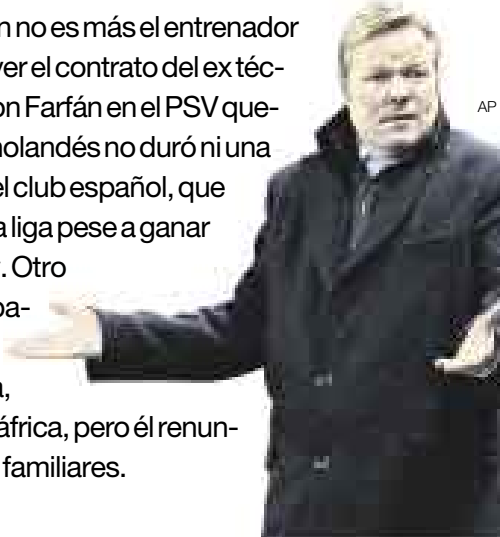 n no es más el entrenador
ver el contrato del ex téc-
on Farfán en el PSV que-
holandés no duró ni una
el club español, que
a liga pese a ganar
. Otro
pa-
a,
áfrica, pero él renun-
familiares.
AP